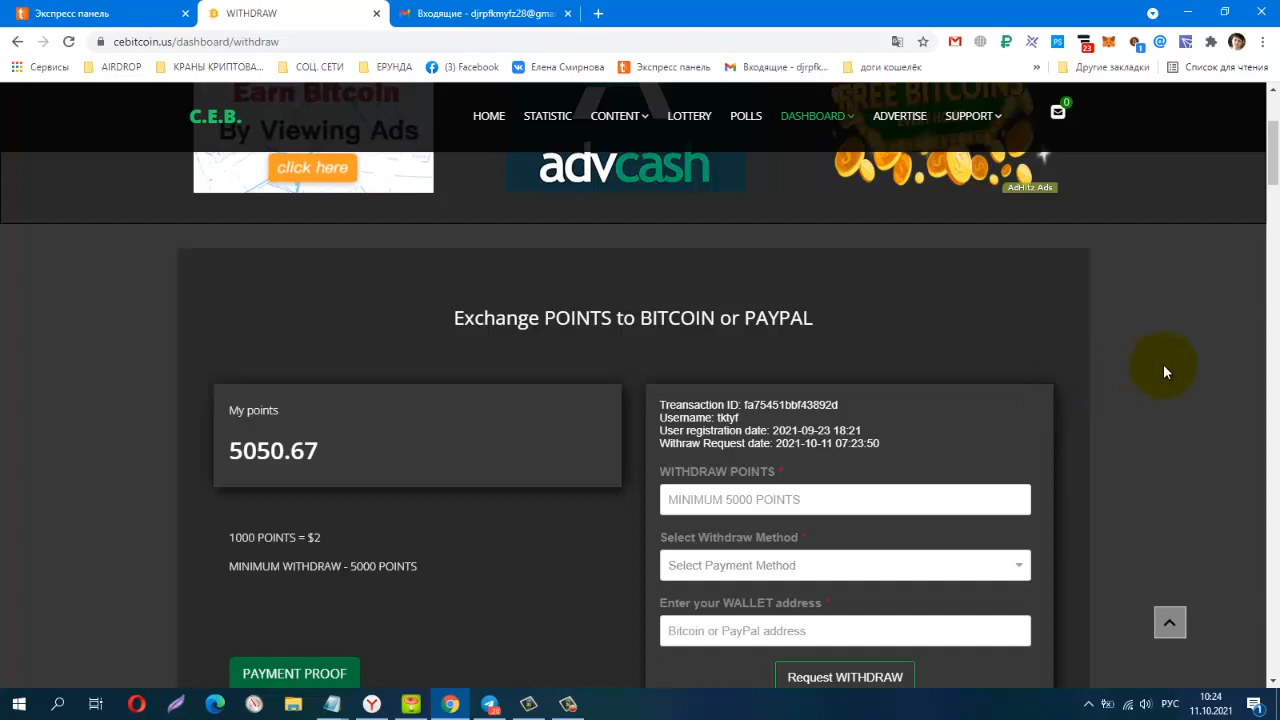 Экспресс панель
WITHDRAW
Входящие - djrpfkmyfz28@gma
cebitcoin.us/dashboard/withdraw
Сервисы
AIRDROP
КРАНЫ КРИПТОВА...
СОЦ. СЕТИ
ЕРУНДА
(3) Facebook
Елена Смирнова
Экспресс панель
Входящие - djrpfk...
доги кошелёк
»
Другие закладки
Список для чтения
23
1
PS
Earn Bitcoin
By Viewing Ads
click here
FREE BITCOINS
C.E.B.
HOME
STATISTIC
CONTENT
LOTTERY
POLLS
DASHBOARD
ADVERTISE
SUPPORT
0
advcash
AdHitz Ads
Exchange POINTS to BITCOIN or PAYPAL
My points
5050.67
1000 POINTS = $2
MINIMUM WITHDRAW - 5000 POINTS
PAYMENT PROOF
Treansaction ID: fa75451bbf43892d
Username: tktyf
User registration date: 2021-09-23 18:21
Withraw Request date: 2021-10-11 07:23:50
WITHDRAW POINTS *
MINIMUM 5000 POINTS
Select Withdraw Method *
Select Payment Method
Enter your WALLET address *
Bitcoin or PayPal address
Request WITHDRAW
РУС
10:24
11.10.2021